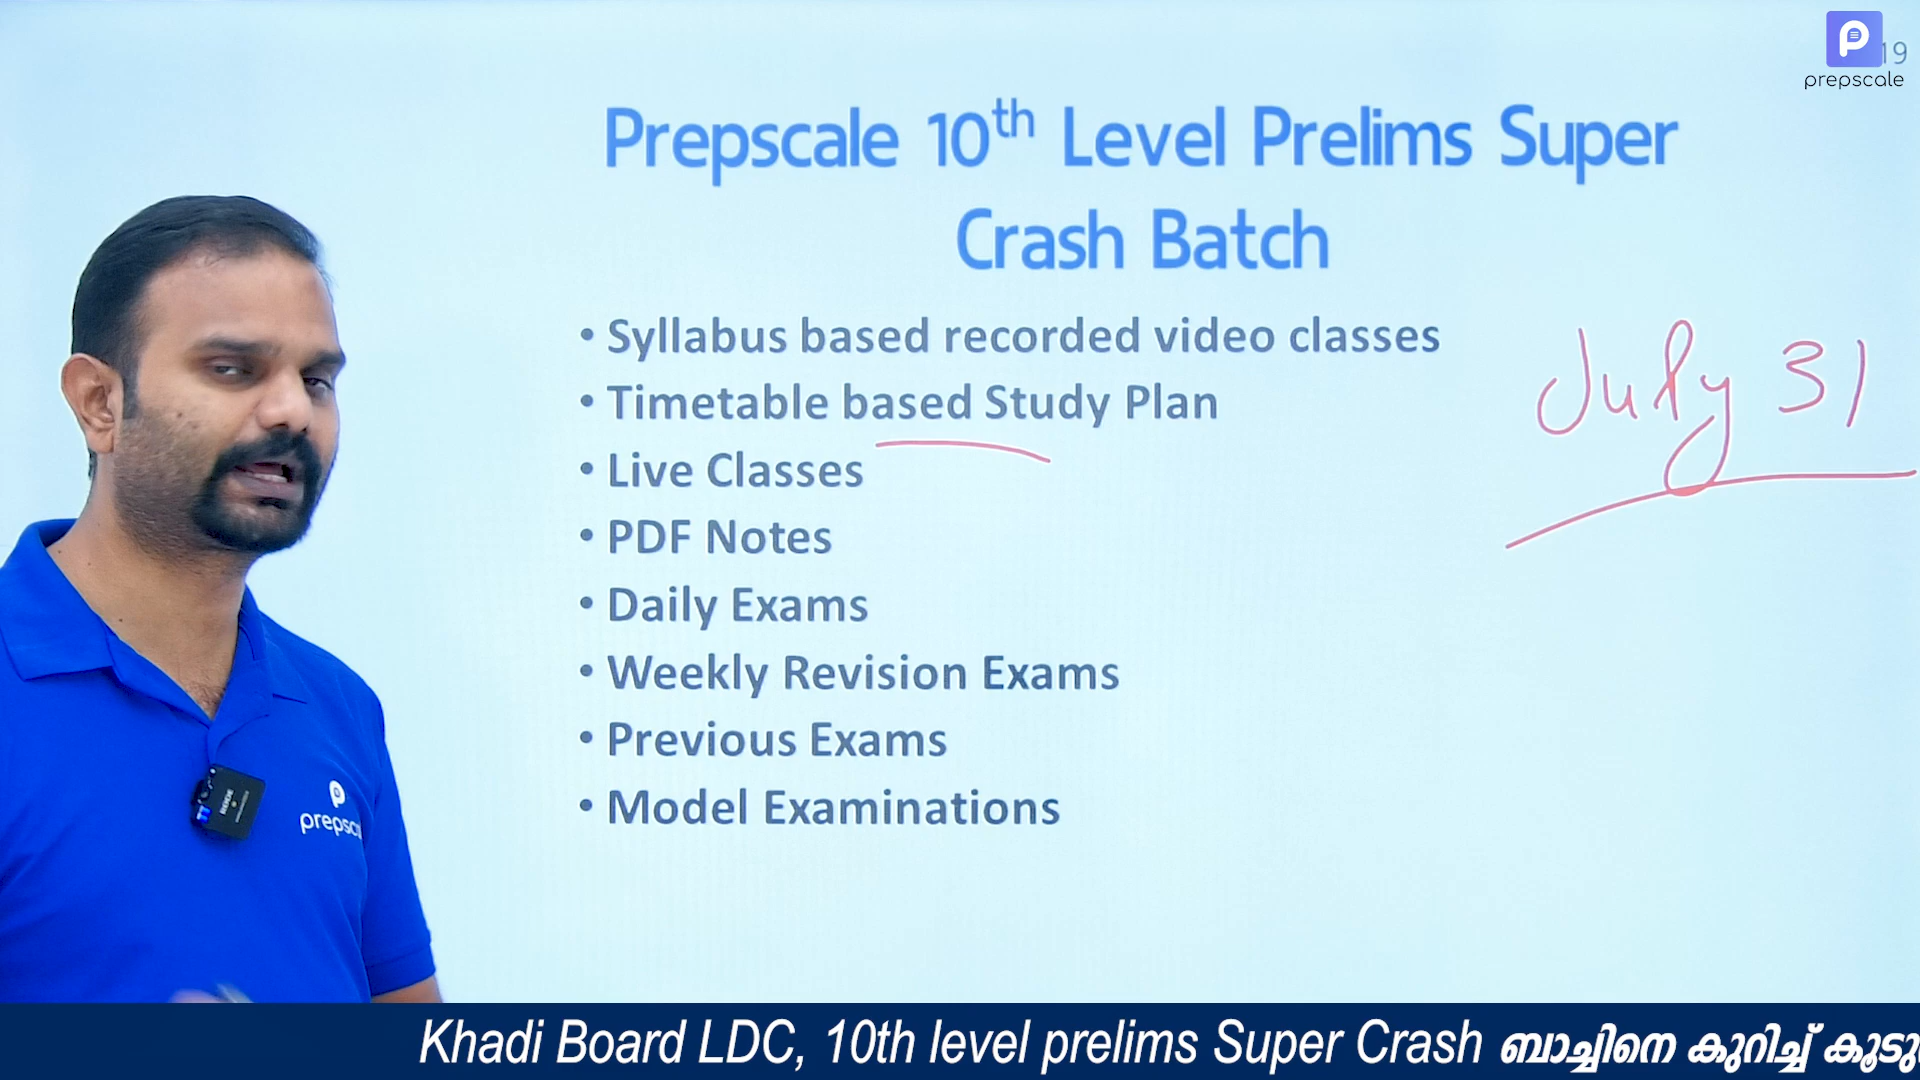 19
prepscale
Prepscale 10th Level Prelims Super
Crash Batch
• Syllabus based recorded video classes
• Timetable based Study Plan
• Live Classes
• PDF Notes
• Daily Exams
• Weekly Revision Exams
• Previous Exams
• Model Examinations
July 31
RODE
prepsca
Khadi Board LDC, 10th level prelims Super Crash ബാച്ചിനെ കുറിച്ച് കൂടു